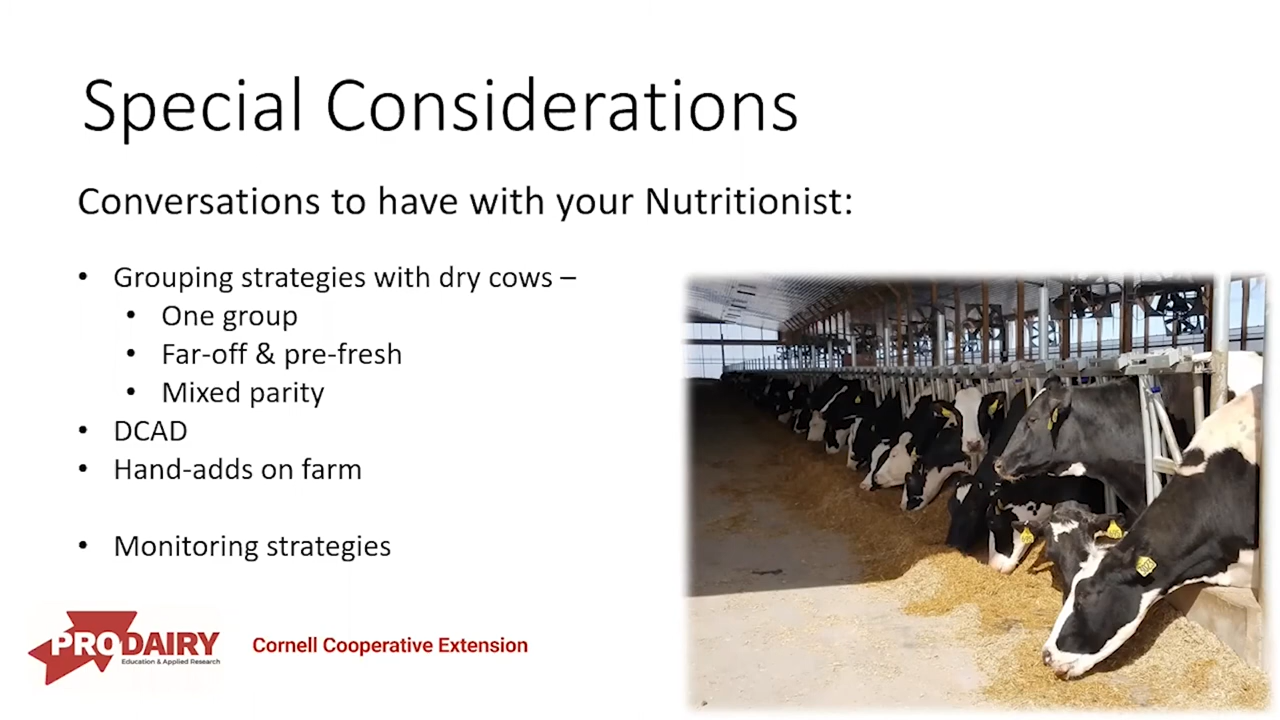 Special Considerations
Conversations to have with your Nutritionist:
• Grouping strategies with dry cows –
• One group
• Far-off & pre-fresh
• Mixed parity
• DCAD
• Hand-adds on farm
• Monitoring strategies
PRODAIRY
Education & Applied Research
Cornell Cooperative Extension